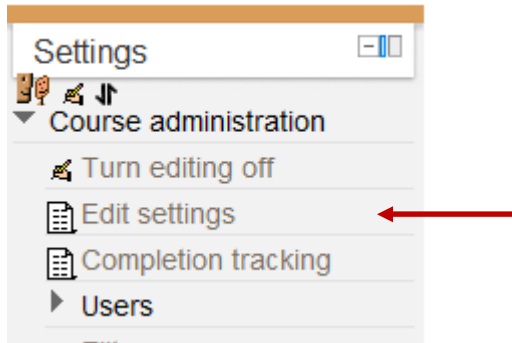 Settings
Course administration
Turn editing off
Edit settings
Completion tracking
Users